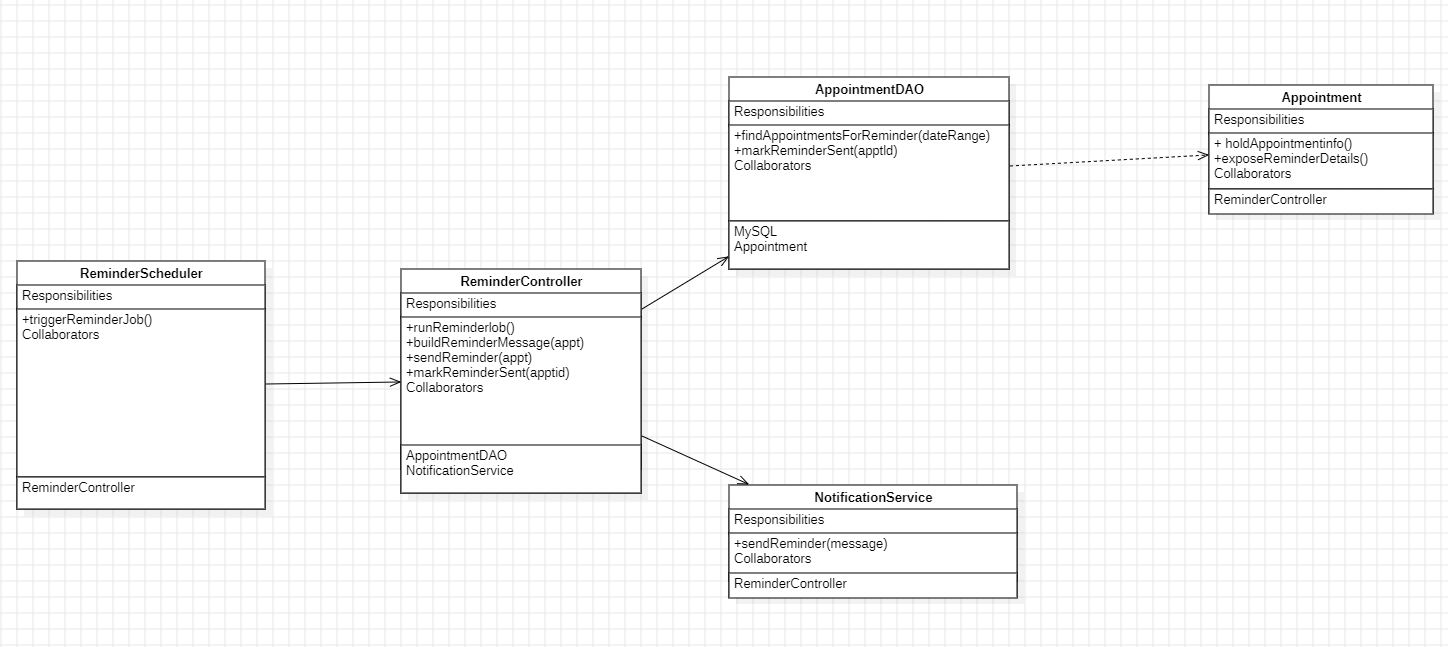 ReminderScheduler
Responsibilities
+triggerReminderJob()
Collaborators
ReminderController
ReminderController
Responsibilities
+runReminderIob()
+buildReminderMessage(appt)
+sendReminder(appt)
+markReminderSent(apptid)
Collaborators
AppointmentDAO
NotificationService
AppointmentDAO
Responsibilities
+findAppointmentsForReminder(dateRange)
+markReminderSent(apptId)
Collaborators
MySQL
Appointment
Appointment
Responsibilities
+ holdAppointmentinfo()
+exposeReminderDetails()
Collaborators
ReminderController
NotificationService
Responsibilities
+sendReminder(message)
Collaborators
ReminderController